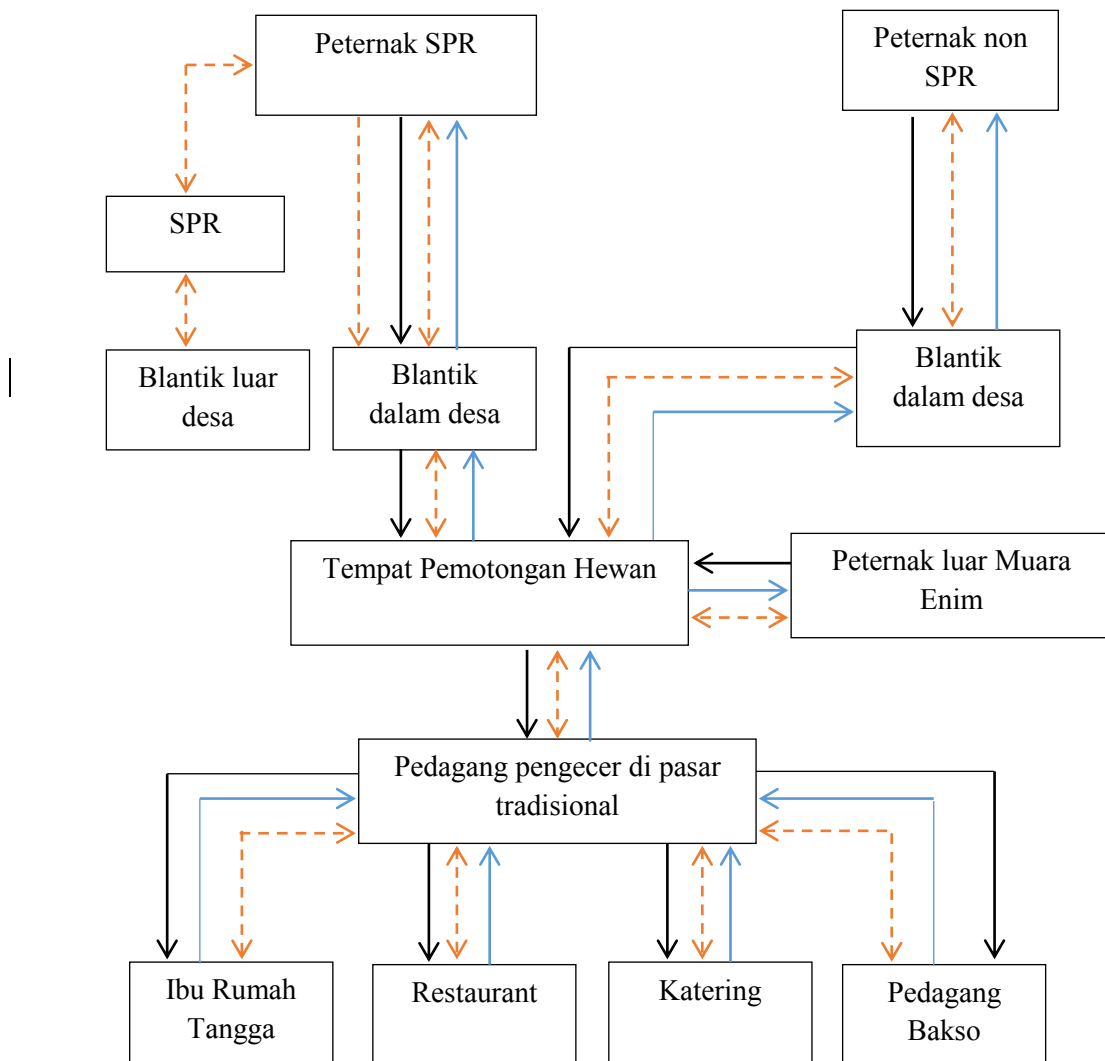 Peternak SPR
Peternak non
SPR
SPR
Blantik luar
desa
Blantik
dalam desa
Blantik
dalam desa
Tempat Pemotongan Hewan
Peternak luar Muara
Enim
Pedagang pengecer di pasar
tradisional
Ibu Rumah
Tangga
Restaurant
Katering
Pedagang
Bakso